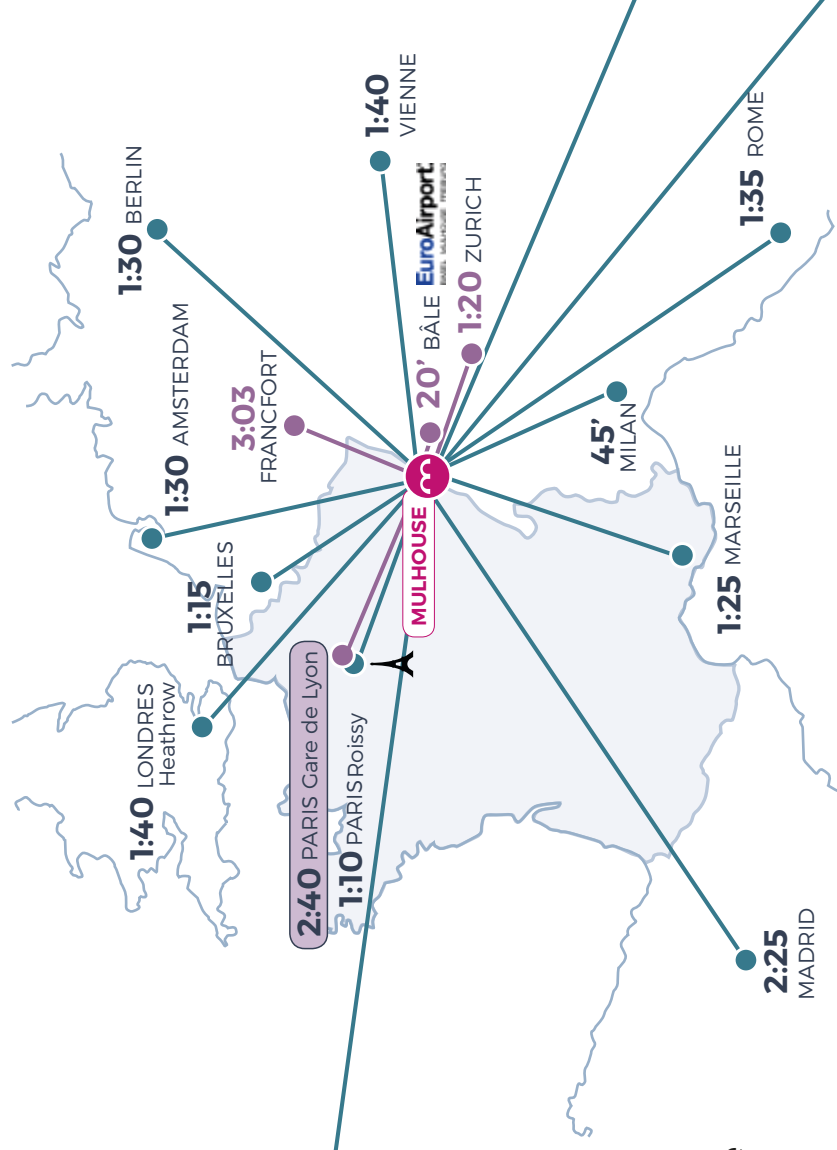 1:40 LONDRES
Heathrow
1:15
BRUXELLES
1:30 AMSTERDAM
1:30 BERLIN
3:03
FRANCFORT
2:40 PARIS Gare de Lyon
1:10 PARIS Roissy
MULHOUSE
20’ BÂLE EuroAirport
1:40
VIENNE
1:20 ZURICH
45’
MILAN
1:35 ROME
1:25 MARSEILLE
2:25
MADRID